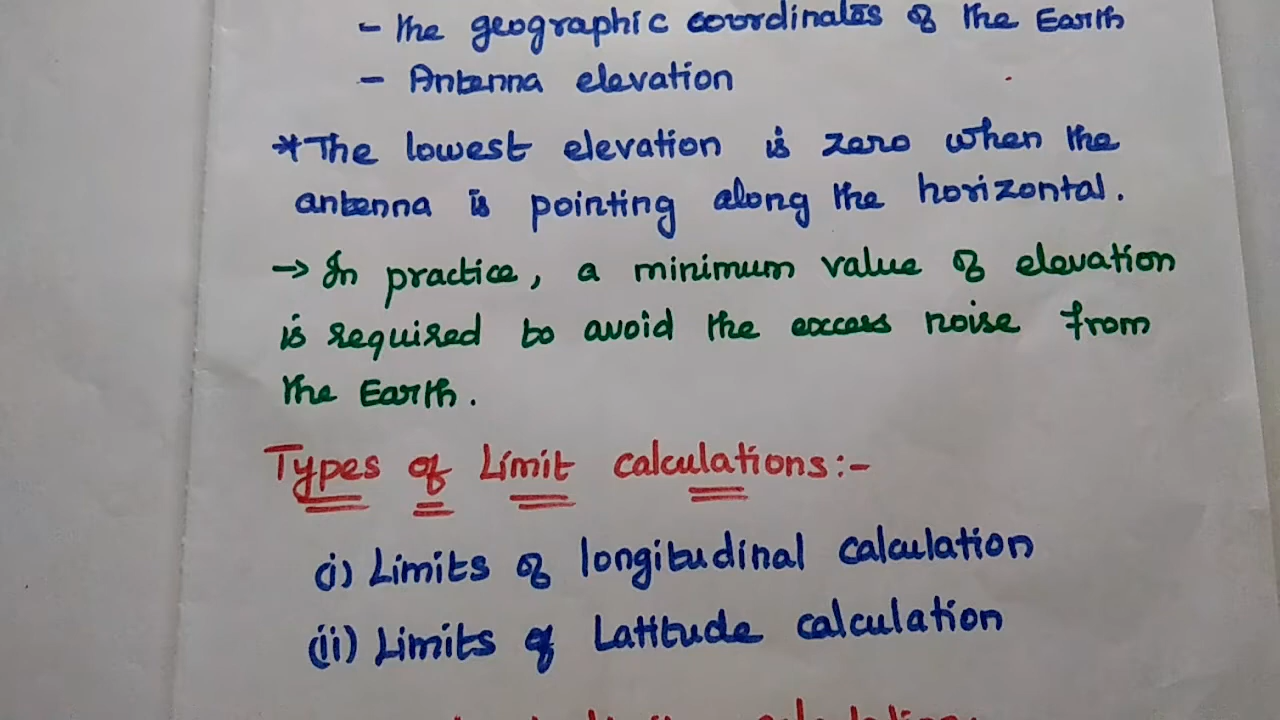 - the geographic coordinates of the Earth
- Antenna elevation
*The lowest elevation is zero when the
antenna is pointing along the horizontal.
→ In practice, a minimum value of elevation
is required to avoid the excess noise from
the Earth.
Types of Limit calculations:-
(i) Limits of longitudinal calculation
(ii) Limits of Latitude calculation